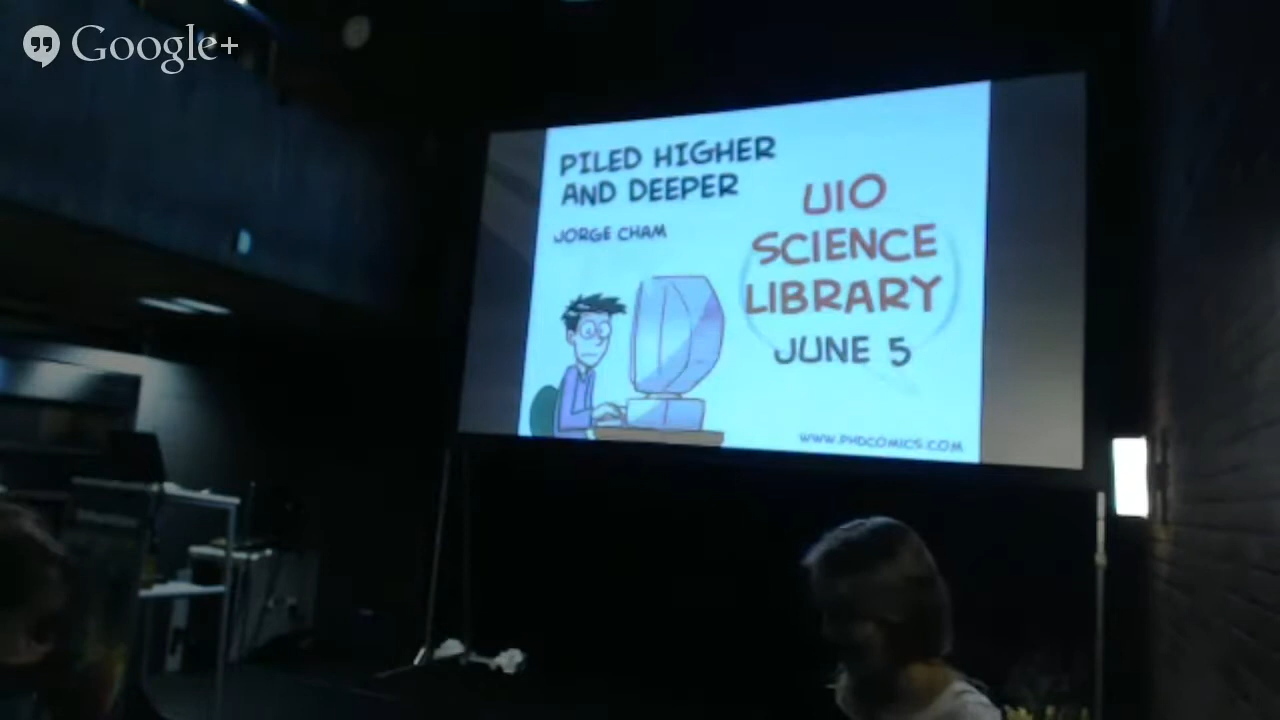 Google+
PILED HIGHER
AND DEEPER
JORGE CHAM
UIO
SCIENCE
LIBRARY
JUNE 5
WWW.PHDCOMICS.COM